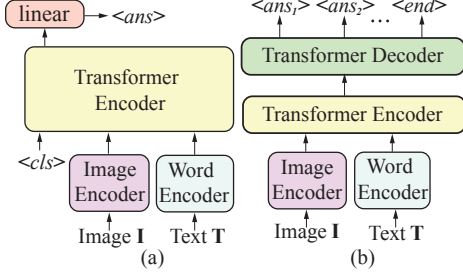 linear
<ans>
Transformer
Encoder
<cls>
Image
Encoder
Word
Encoder
Image I
Text T
(a)
<ans1>
<ans2>
...
<end>
Transformer Decoder
Transformer Encoder
Image
Encoder
Word
Encoder
Image I
Text T
(b)